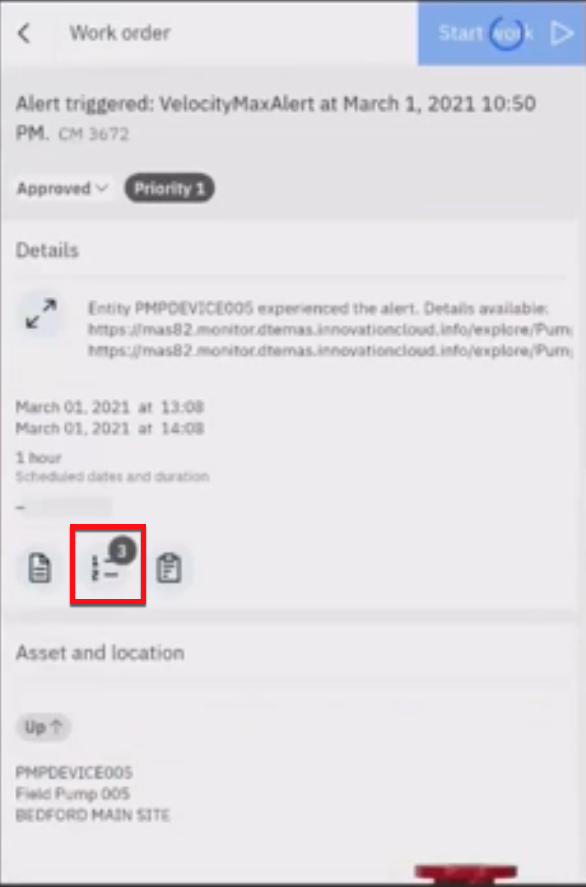 Work order
Start work
Alert triggered: VelocityMaxAlert at March 1, 2021 10:50
PM. CM 3672
Approved
Priority 1
Details
Entity PMPDEVICE005 experienced the alert. Details available:
https://mas82.monitor.dtemas.innovationcloud.info/explore/Pum
https://mas82.monitor.dtemas.innovationcloud.info/explore/Pum
March 01, 2021 at 13:08
March 01, 2021 at 14:08
1 hour
Scheduled dates and duration
–
3
Asset and location
Up ↑
PMPDEVICE005
Field Pump 005
BEDFORD MAIN SITE